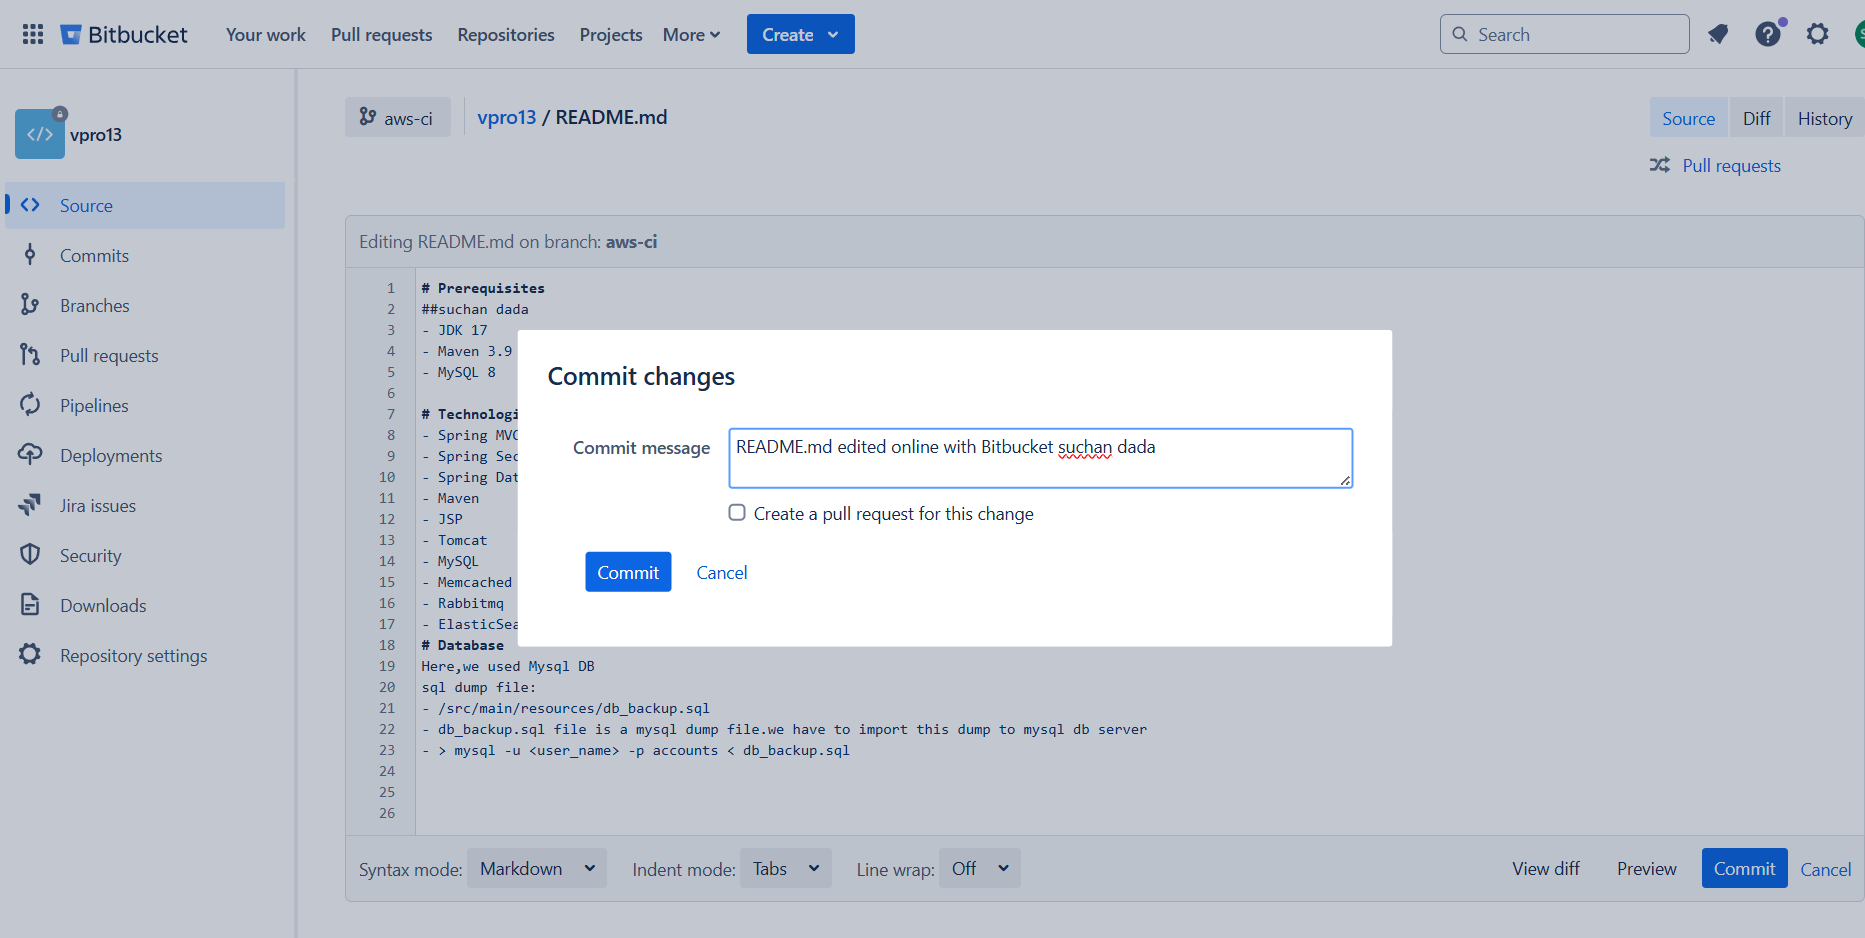 Bitbucket
Your work
Pull requests
Repositories
Projects
More
Create
Search
vpro13
Source
Commits
Branches
Pull requests
Pipelines
Deployments
Jira issues
Security
Downloads
Repository settings
aws-ci
vpro13 / README.md
Source
Diff
History
Pull requests
Editing README.md on branch: aws-ci
1 # Prerequisites
2 ##suchan dada
3 - JDK 17
4 - Maven 3.9
5 - MySQL 8
6
7 # Technologi
8 - Spring MVC
9 - Spring Sec
10 - Spring Dat
11 - Maven
12 - JSP
13 - Tomcat
14 - MySQL
15 - Memcached
16 - Rabbitmq
17 - ElasticSea
18 # Database
19 Here,we used Mysql DB
20 sql dump file:
21 - /src/main/resources/db_backup.sql
22 - db_backup.sql file is a mysql dump file.we have to import this dump to mysql db server
23 - > mysql -u <user_name> -p accounts < db_backup.sql
24
25
26
Commit changes
Commit message
README.md edited online with Bitbucket suchan dada
Create a pull request for this change
Commit
Cancel
Syntax mode: Markdown
Indent mode: Tabs
Line wrap: Off
View diff
Preview
Commit
Cancel